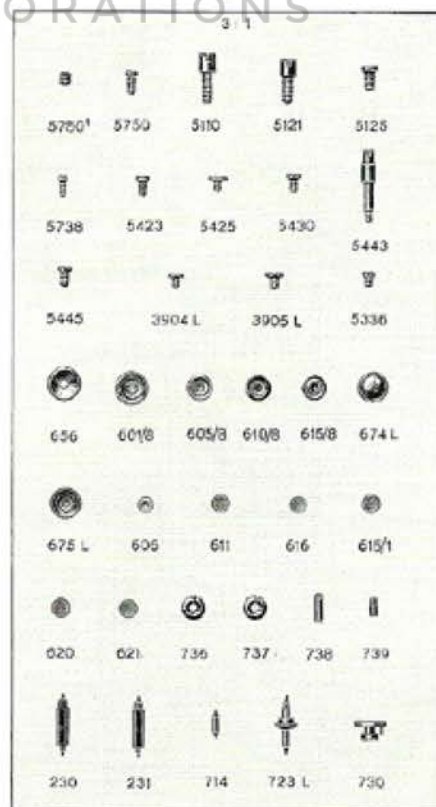 ORATIONS
3 : 1
5750¹ 5750 5110 5121 5125
5738 5423 5425 5430
5443
5445 3904 L 3905 L 5336
656 601/8 605/8 610/8 615/8 674 L
675 L 606 611 616 615/1
620 621 736 737 738 739
230 231 714 723 L 730